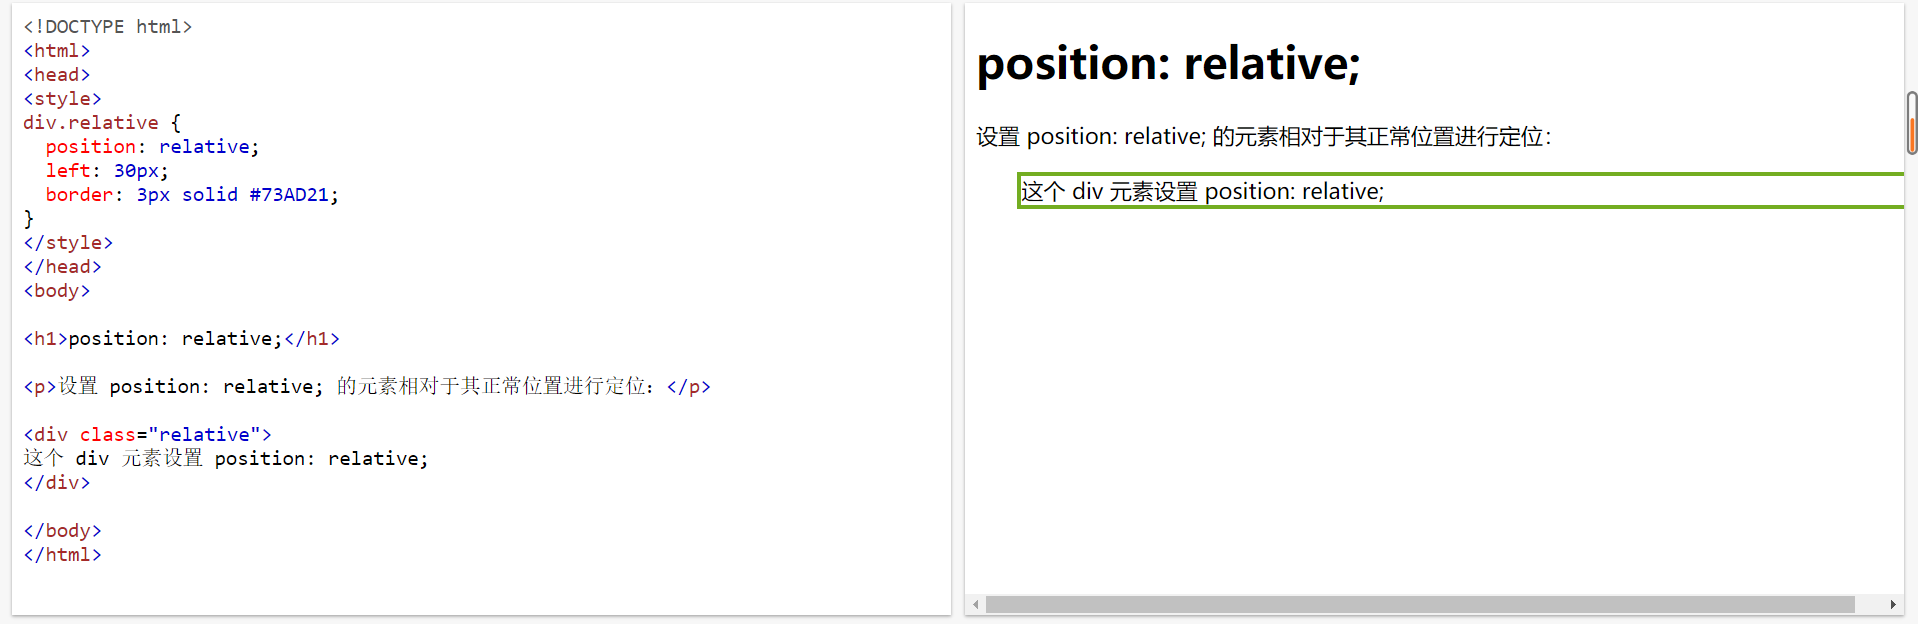 <!DOCTYPE html>
<html>
<head>
<style>
div.relative {
  position: relative;
  left: 30px;
  border: 3px solid #73AD21;
}
</style>
</head>
<body>

<h1>position: relative;</h1>

<p>设置 position: relative; 的元素相对于其正常位置进行定位：</p>

<div class="relative">
这个 div 元素设置 position: relative;
</div>

</body>
</html>
position: relative;
设置 position: relative; 的元素相对于其正常位置进行定位：
这个 div 元素设置 position: relative;